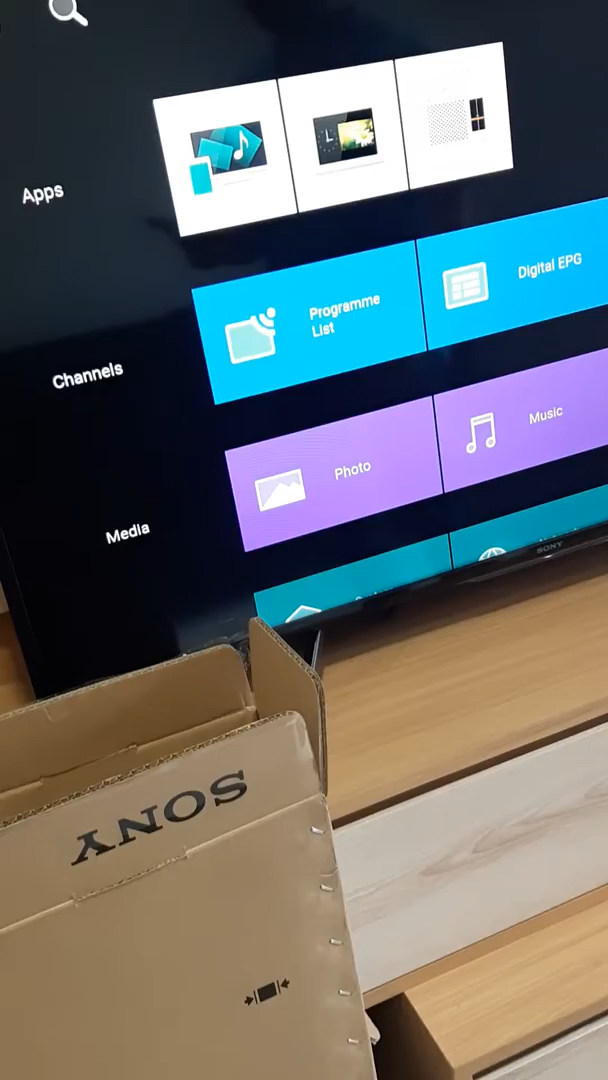 Apps
Channels
Programme
List
Digital EPG
Media
Photo
Music
SONY
SONY